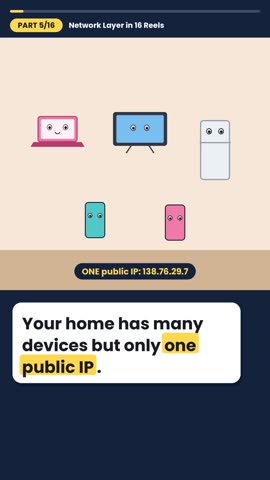 PART 5/16 Network Layer in 16 Reels
ONE public IP: 138.76.29.7
Your home has many
devices but only one
public IP.